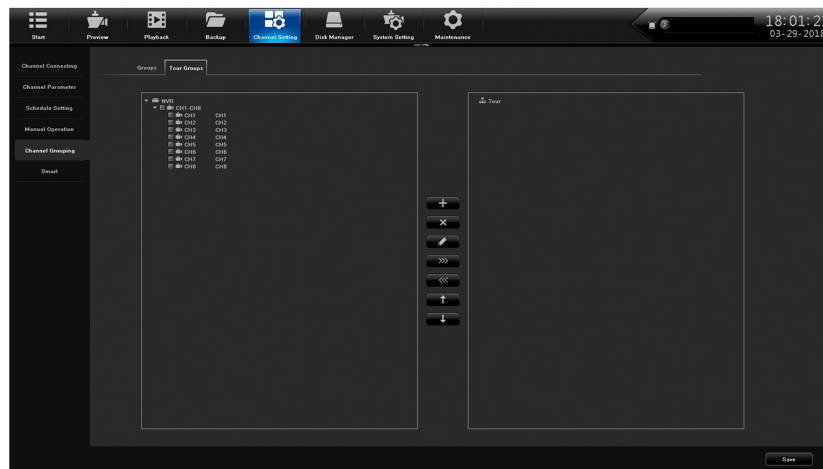 Start Preview Playback Backup Channel Setting Disk Manager System Setting Maintenance
18:01:2
03-29-2018
Channel Connecting
Channel Parameter
Schedule Setting
Manual Operation
Channel Grouping
Smart
Groups Tour Groups
NVR
CH1-CH8
CH1 CH1
CH2 CH2
CH3 CH3
CH4 CH4
CH5 CH5
CH6 CH6
CH7 CH7
CH8 CH8
Tour
Save